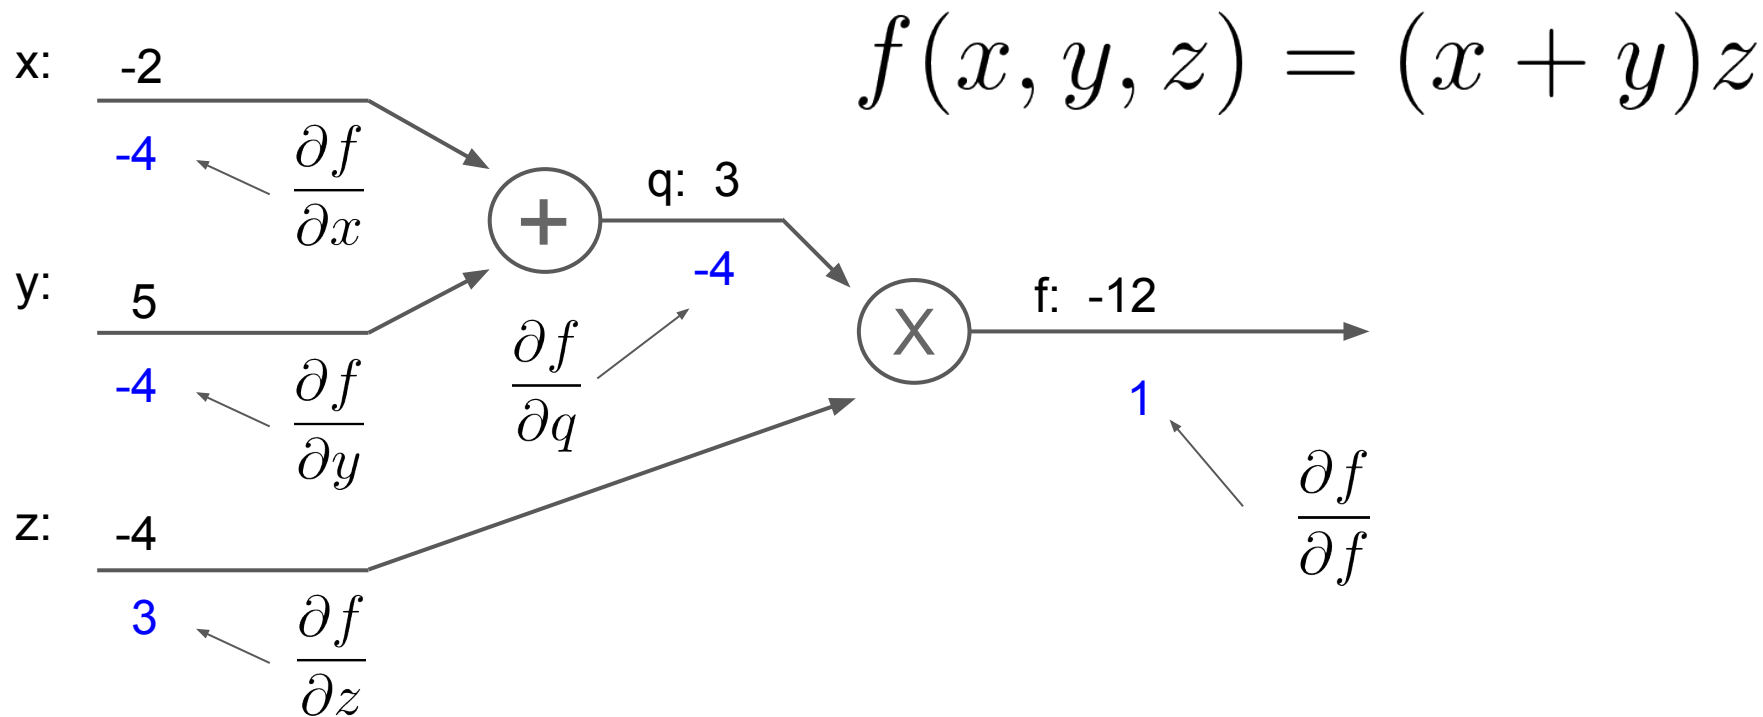 f(x, y, z) = (x + y)z
x: -2
-4
∂f
∂x
+
q: 3
-4
y: 5
-4
∂f
∂y
∂f
∂q
X
f: -12
1
∂f
∂f
z: -4
3
∂f
∂z